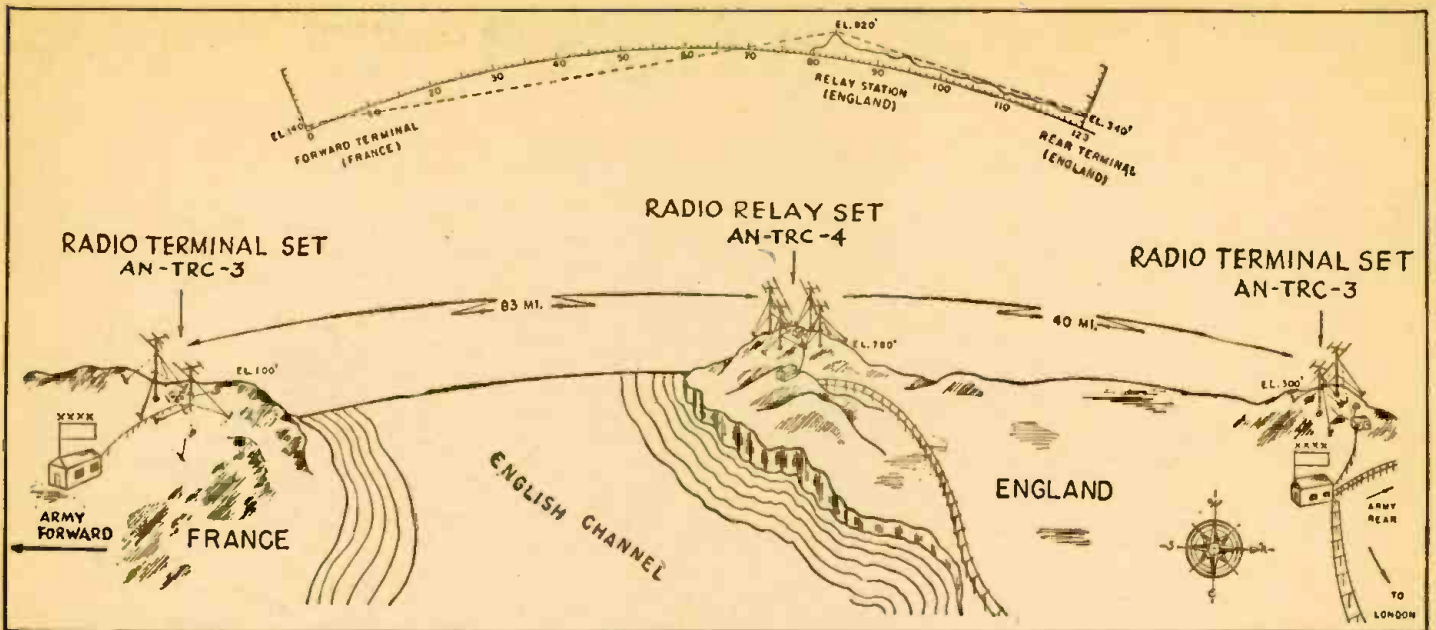 EL. 820'
10
20
30
40
50
60
70
80
90
100
110
123
EL. 140'
0
FORWARD TERMINAL
(FRANCE)
RELAY STATION
(ENGLAND)
EL. 340'
REAR TERMINAL
(ENGLAND)
RADIO RELAY SET
AN-TRC-4
RADIO TERMINAL SET
AN-TRC-3
RADIO TERMINAL SET
AN-TRC-3
83 MI.
40 MI.
EL. 100'
EL. 780'
EL. 300'
XXXX
XXXX
ENGLISH CHANNEL
ENGLAND
ARMY
FORWARD
FRANCE
ARMY
REAR
TO
LONDON